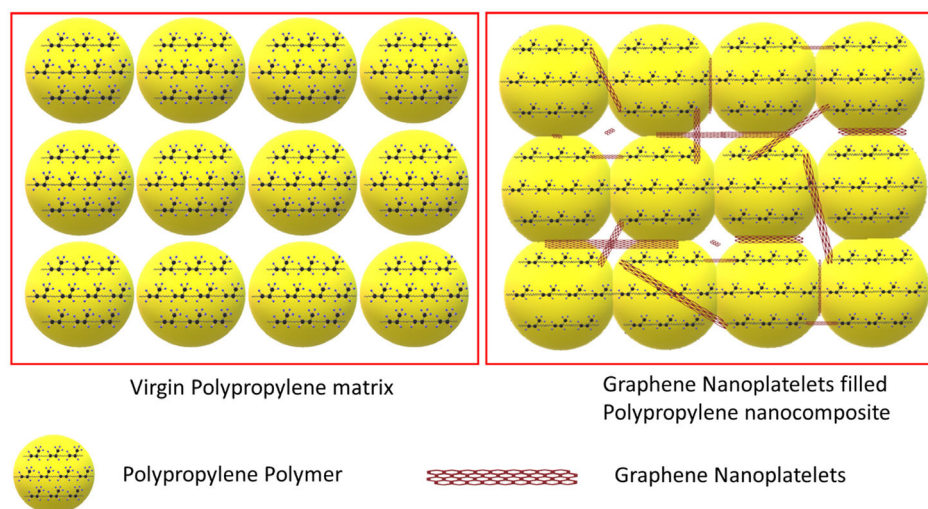 Virgin Polypropylene matrix
Graphene Nanoplatelets filled
Polypropylene nanocomposite
Polypropylene Polymer
Graphene Nanoplatelets